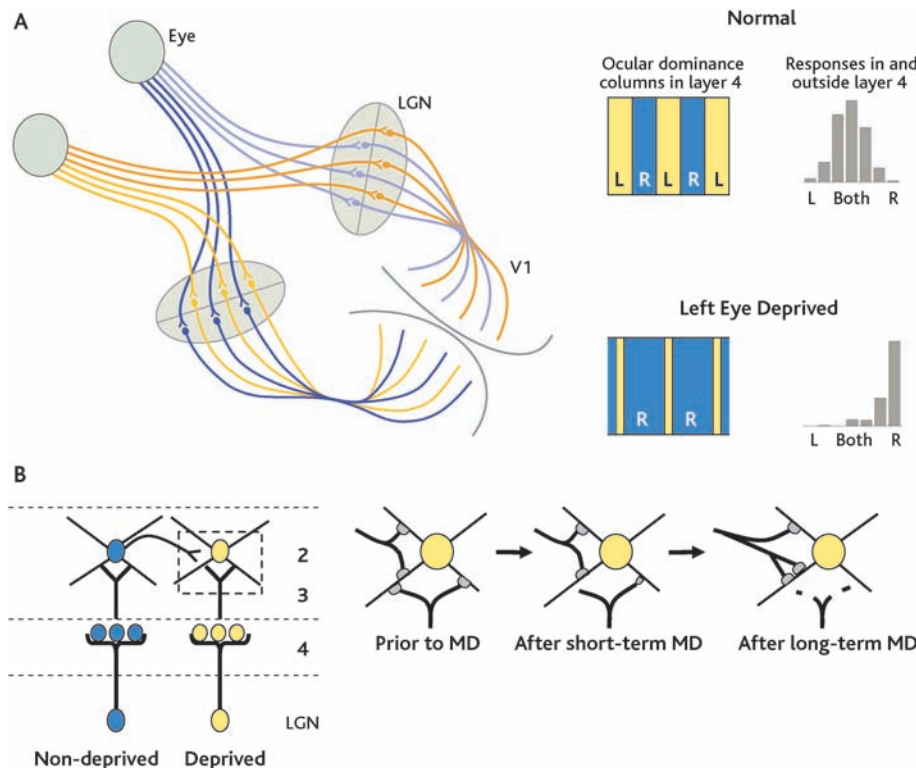 A
Eye
LGN
V1
Normal
Ocular dominance
columns in layer 4
Responses in and
outside layer 4
L R L R L
L Both R
Left Eye Deprived
R R
L Both R
B
2
3
4
LGN
Non-deprived Deprived
Prior to MD
After short-term MD
After long-term MD